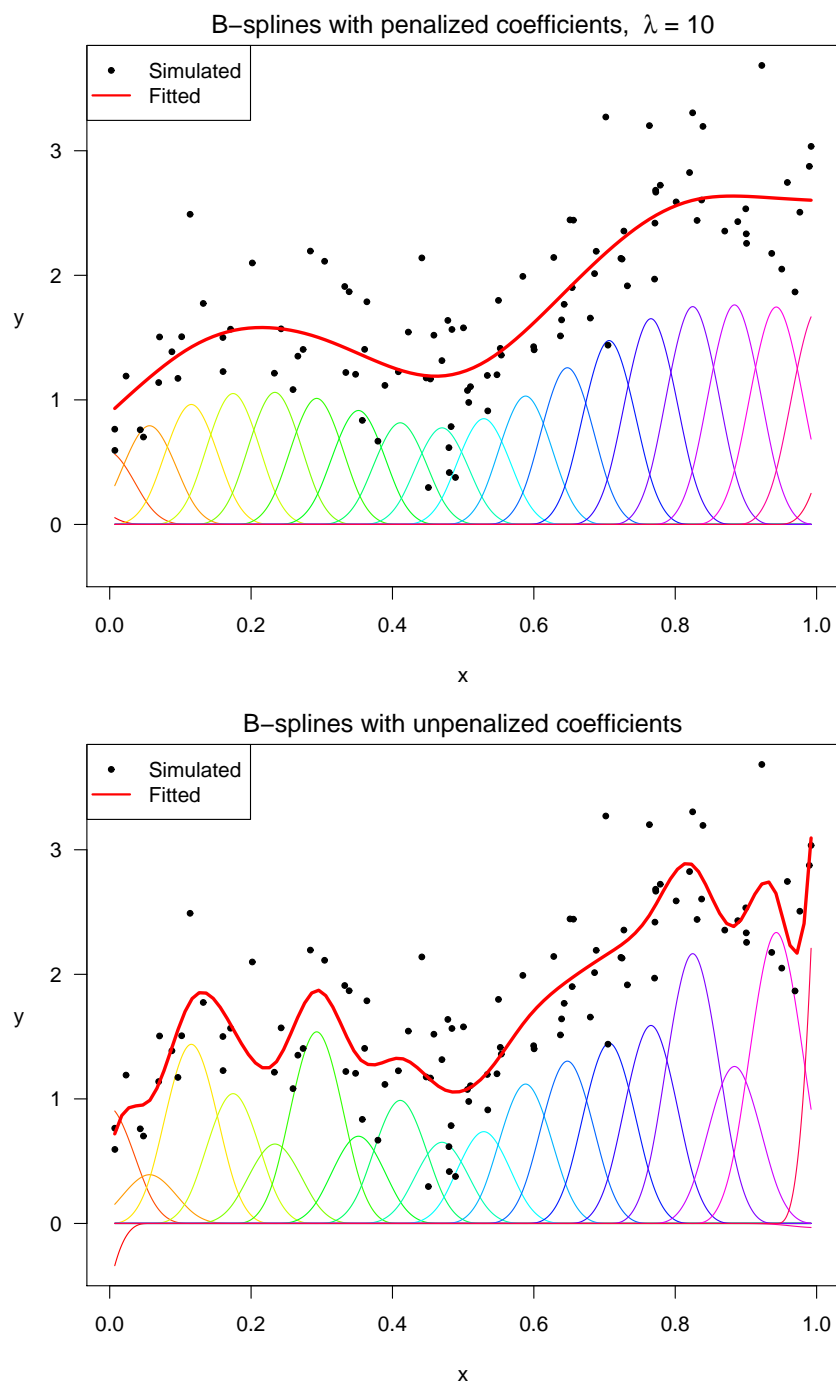 B−splines with penalized coefficients, λ = 10
Simulated
Fitted
3
2
y
1
0
0.0 0.2 0.4 0.6 0.8 1.0
x
B−splines with unpenalized coefficients
Simulated
Fitted
3
2
y
1
0
0.0 0.2 0.4 0.6 0.8 1.0
x